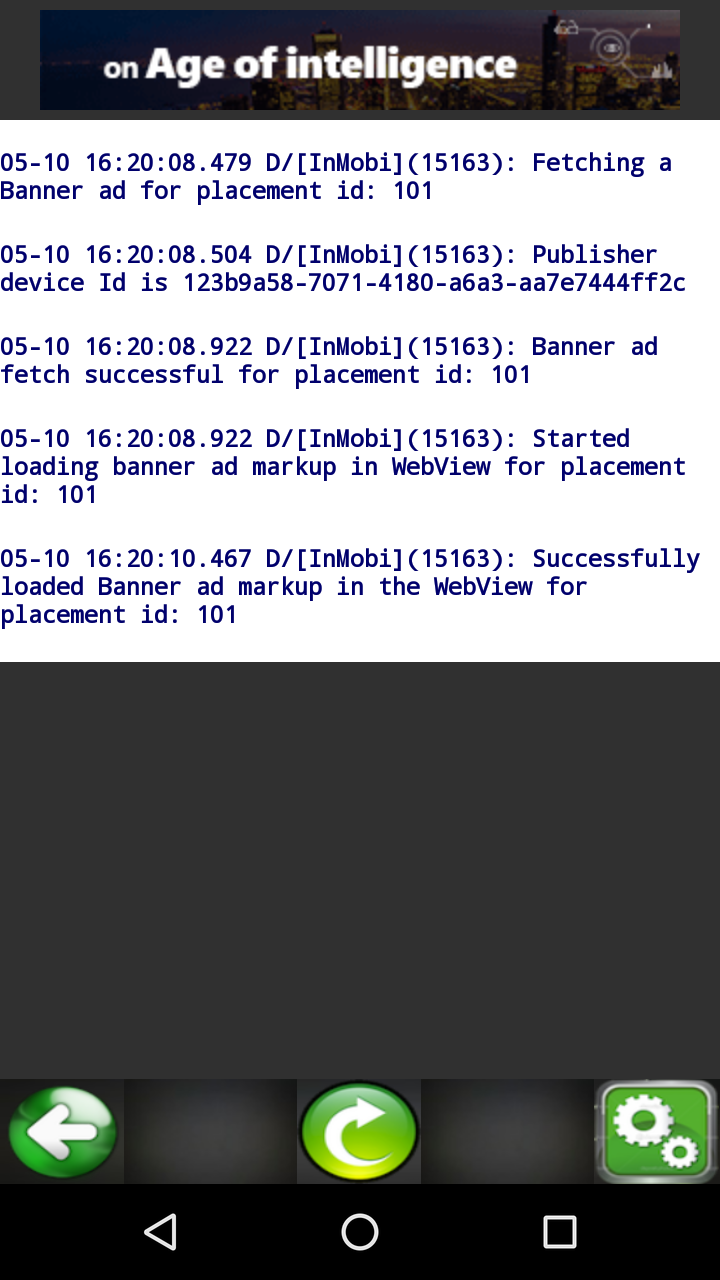 on Age of intelligence
05-10 16:20:08.479 D/[InMobi](15163): Fetching a
Banner ad for placement id: 101
05-10 16:20:08.504 D/[InMobi](15163): Publisher
device Id is 123b9a58-7071-4180-a6a3-aa7e7444ff2c
05-10 16:20:08.922 D/[InMobi](15163): Banner ad
fetch successful for placement id: 101
05-10 16:20:08.922 D/[InMobi](15163): Started
loading banner ad markup in WebView for placement
id: 101
05-10 16:20:10.467 D/[InMobi](15163): Successfully
loaded Banner ad markup in the WebView for
placement id: 101